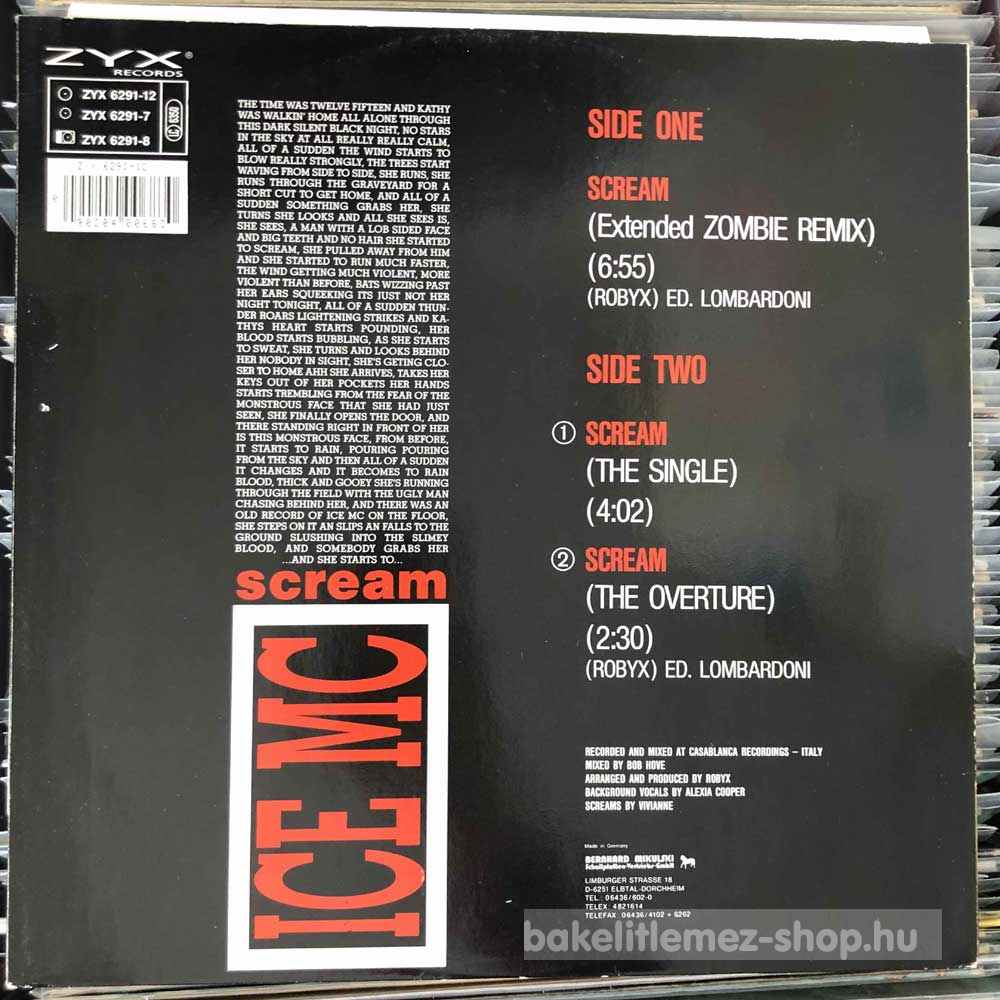 ZYX
RECORDS
ZYX 6291-12
ZYX 6291-7
ZYX 6291-8
LC 6350
ZYX 6291-12
THE TIME WAS TWELVE FIFTEEN AND KATHY
WAS WALKIN' HOME ALL ALONE THROUGH
THIS DARK SILENT BLACK NIGHT, NO STARS
IN THE SKY AT ALL REALLY REALLY CALM,
ALL OF A SUDDEN THE WIND STARTS TO
BLOW REALLY STRONGLY, THE TREES START
WAVING FROM SIDE TO SIDE, SHE RUNS, SHE
RUNS THROUGH THE GRAVEYARD FOR A
SHORT CUT TO GET HOME, AND ALL OF A
SUDDEN SOMETHING GRABS HER, SHE
TURNS SHE LOOKS AND ALL SHE SEES IS,
SHE SEES, A MAN WITH A LOB SIDED FACE
AND BIG TEETH AND NO HAIR SHE STARTED
TO SCREAM, SHE PULLED AWAY FROM HIM
AND SHE STARTED TO RUN MUCH FASTER,
THE WIND GETTING MUCH VIOLENT, MORE
VIOLENT THAN BEFORE, BATS WIZZING PAST
HER EARS SQUEEKING ITS JUST NOT HER
NIGHT TONIGHT, ALL OF A SUDDEN THUN-
DER ROARS LIGHTENING STRIKES AND KA-
THYS HEART STARTS POUNDING, HER
BLOOD STARTS BUBBLING, AS SHE STARTS
TO SWEAT, SHE TURNS AND LOOKS BEHIND
HER NOBODY IN SIGHT, SHE'S GETING CLO-
SER TO HOME AHH SHE ARRIVES, TAKES HER
KEYS OUT OF HER POCKETS HER HANDS
STARTS TREMBLING FROM THE FEAR OF THE
MONSTROUS FACE THAT SHE HAD JUST
SEEN, SHE FINALLY OPENS THE DOOR, AND
THERE STANDING RIGHT IN FRONT OF HER
IS THIS MONSTROUS FACE, FROM BEFORE,
IT STARTS TO RAIN, POURING POURING
FROM THE SKY AND THEN ALL OF A SUDDEN
IT CHANGES AND IT BECOMES TO RAIN
BLOOD, THICK AND GOOEY SHE'S RUNNING
THROUGH THE FIELD WITH THE UGLY MAN
CHASING BEHIND HER, AND THERE WAS AN
OLD RECORD OF ICE MC ON THE FLOOR,
SHE STEPS ON IT AN SLIPS AN FALLS TO THE
GROUND SLUSHING INTO THE SLIMEY
BLOOD, AND SOMEBODY GRABS HER
...AND SHE STARTS TO...
scream
ICE MC
SIDE ONE
SCREAM
(Extended ZOMBIE REMIX)
(6:55)
(ROBYX) ED. LOMBARDONI
SIDE TWO
① SCREAM
(THE SINGLE)
(4:02)
② SCREAM
(THE OVERTURE)
(2:30)
(ROBYX) ED. LOMBARDONI
RECORDED AND MIXED AT CASABLANCA RECORDINGS – ITALY
MIXED BY BOB HOVE
ARRANGED AND PRODUCED BY ROBYX
BACKGROUND VOCALS BY ALEXIA COOPER
SCREAMS BY VIVIANNE
Made in Germany
BERNHARD MIKULSKI
Schallplatten-Vertriebs-GmbH
LIMBURGER STRASSE 18
D-6251 ELBTAL-DORCHHEIM
TEL.: 06436/602-0
TELEX: 4821614
TELEFAX: 06436/4102 + 6262
bakelitlemez-shop.hu